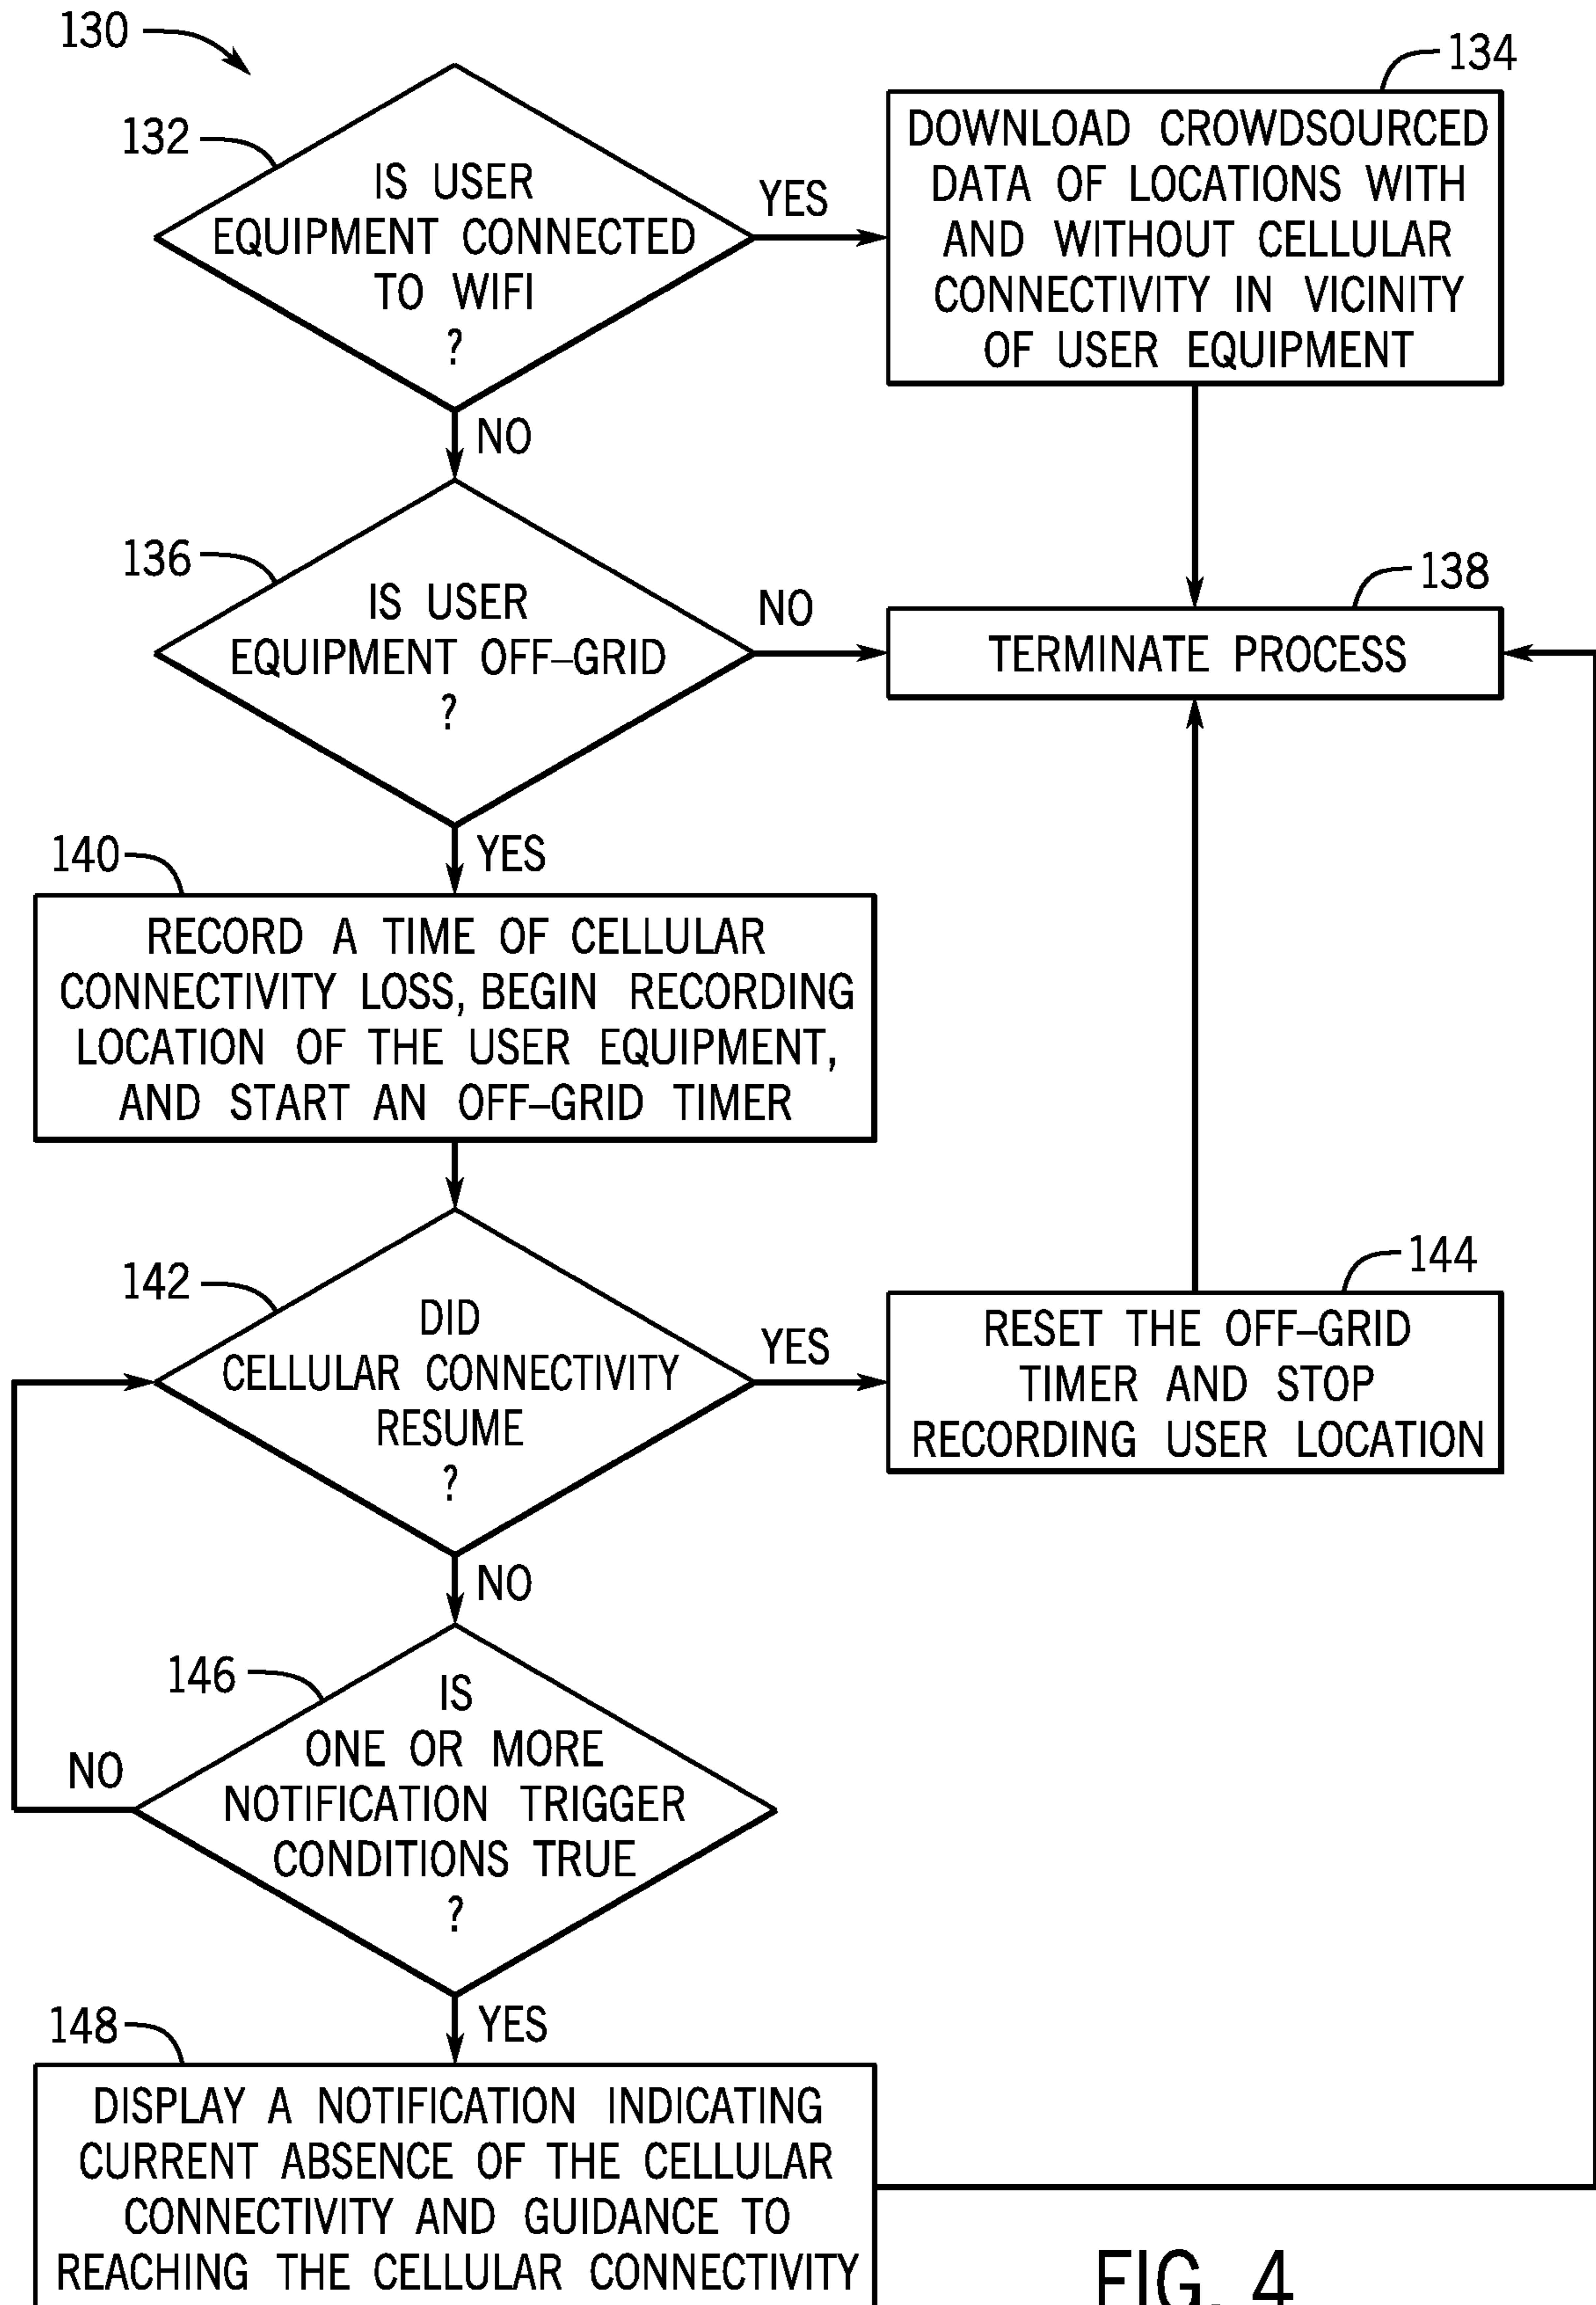 130
132
IS USER
EQUIPMENT CONNECTED
TO WIFI
?
YES
134
DOWNLOAD CROWDSOURCED
DATA OF LOCATIONS WITH
AND WITHOUT CELLULAR
CONNECTIVITY IN VICINITY
OF USER EQUIPMENT
NO
136
IS USER
EQUIPMENT OFF–GRID
?
NO
138
TERMINATE PROCESS
YES
140
RECORD A TIME OF CELLULAR
CONNECTIVITY LOSS, BEGIN RECORDING
LOCATION OF THE USER EQUIPMENT,
AND START AN OFF–GRID TIMER
142
DID
CELLULAR CONNECTIVITY
RESUME
?
YES
144
RESET THE OFF–GRID
TIMER AND STOP
RECORDING USER LOCATION
NO
146
IS
ONE OR MORE
NOTIFICATION TRIGGER
CONDITIONS TRUE
?
NO
YES
148
DISPLAY A NOTIFICATION INDICATING
CURRENT ABSENCE OF THE CELLULAR
CONNECTIVITY AND GUIDANCE TO
REACHING THE CELLULAR CONNECTIVITY
FIG. 4